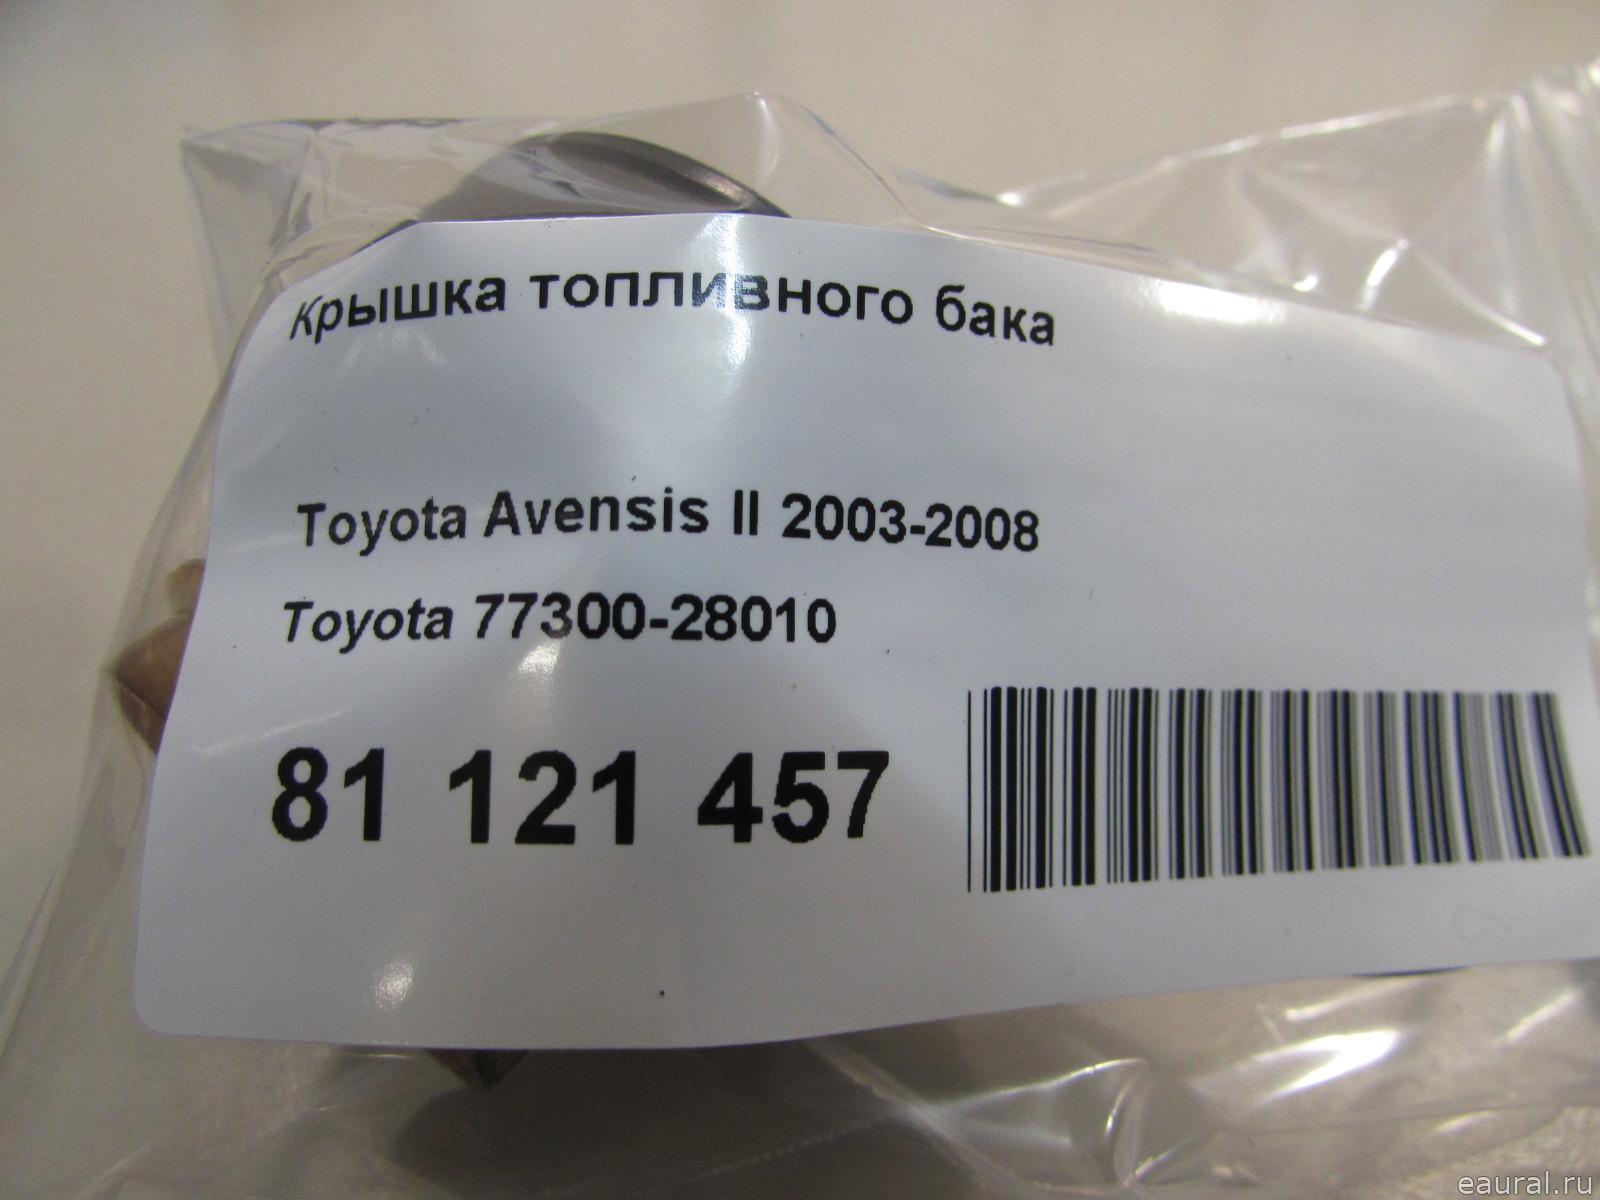 Крышка топливного бака
Toyota Avensis II 2003-2008
Toyota 77300-28010
81 121 457
eaural.ru